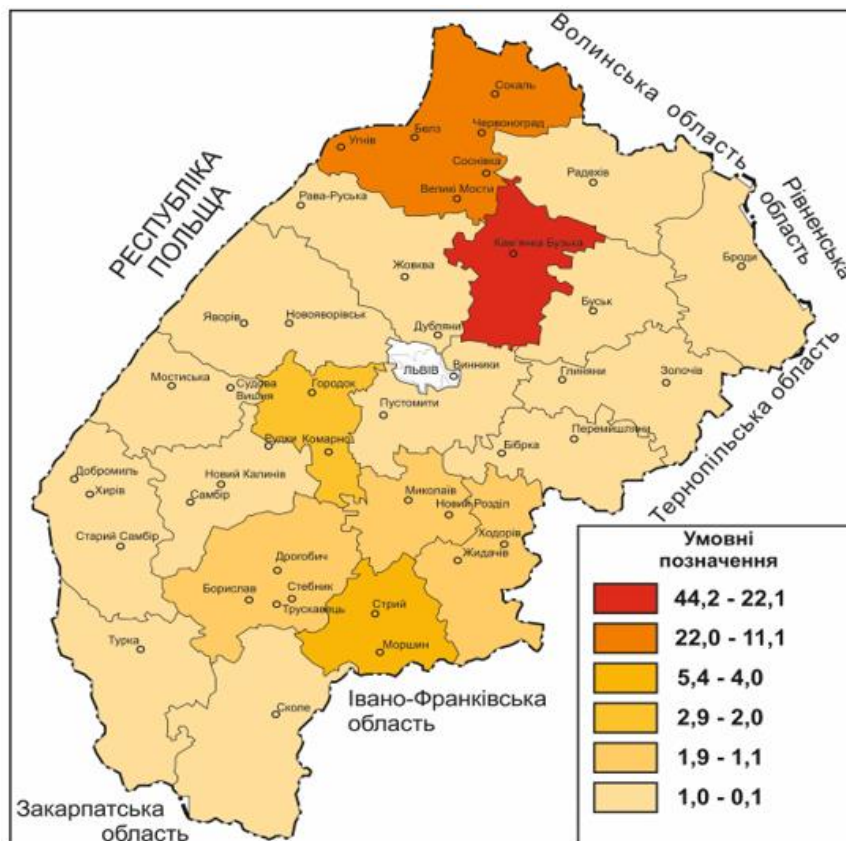 Волинська область
Рівненська
область
Тернопільська область
РЕСПУБЛІКА
ПОЛЬЩА
Івано-Франківська
область
Закарпатська
область
Сокаль
Червоноград
Белз
Угнів
Соснівка
Великі Мости
Радехів
Рава-Руська
Кам'янка Бузька
Броди
Жовква
Буськ
Яворів
Новояворівськ
Дубляни
ЛЬВІВ
Винники
Глиняни
Золочів
Мостиська
Судова
Вишня
Городок
Пустомити
Перемишляни
Бібрка
Рудки
Комарно
Добромиль
Хирів
Новий Калинів
Самбір
Миколаїв
Новий Розділ
Ходорів
Старий Самбір
Жидачів
Дрогобич
Борислав
Стебник
Трускавець
Стрий
Моршин
Турка
Сколе
Умовні
позначення
44,2 - 22,1
22,0 - 11,1
5,4 - 4,0
2,9 - 2,0
1,9 - 1,1
1,0 - 0,1